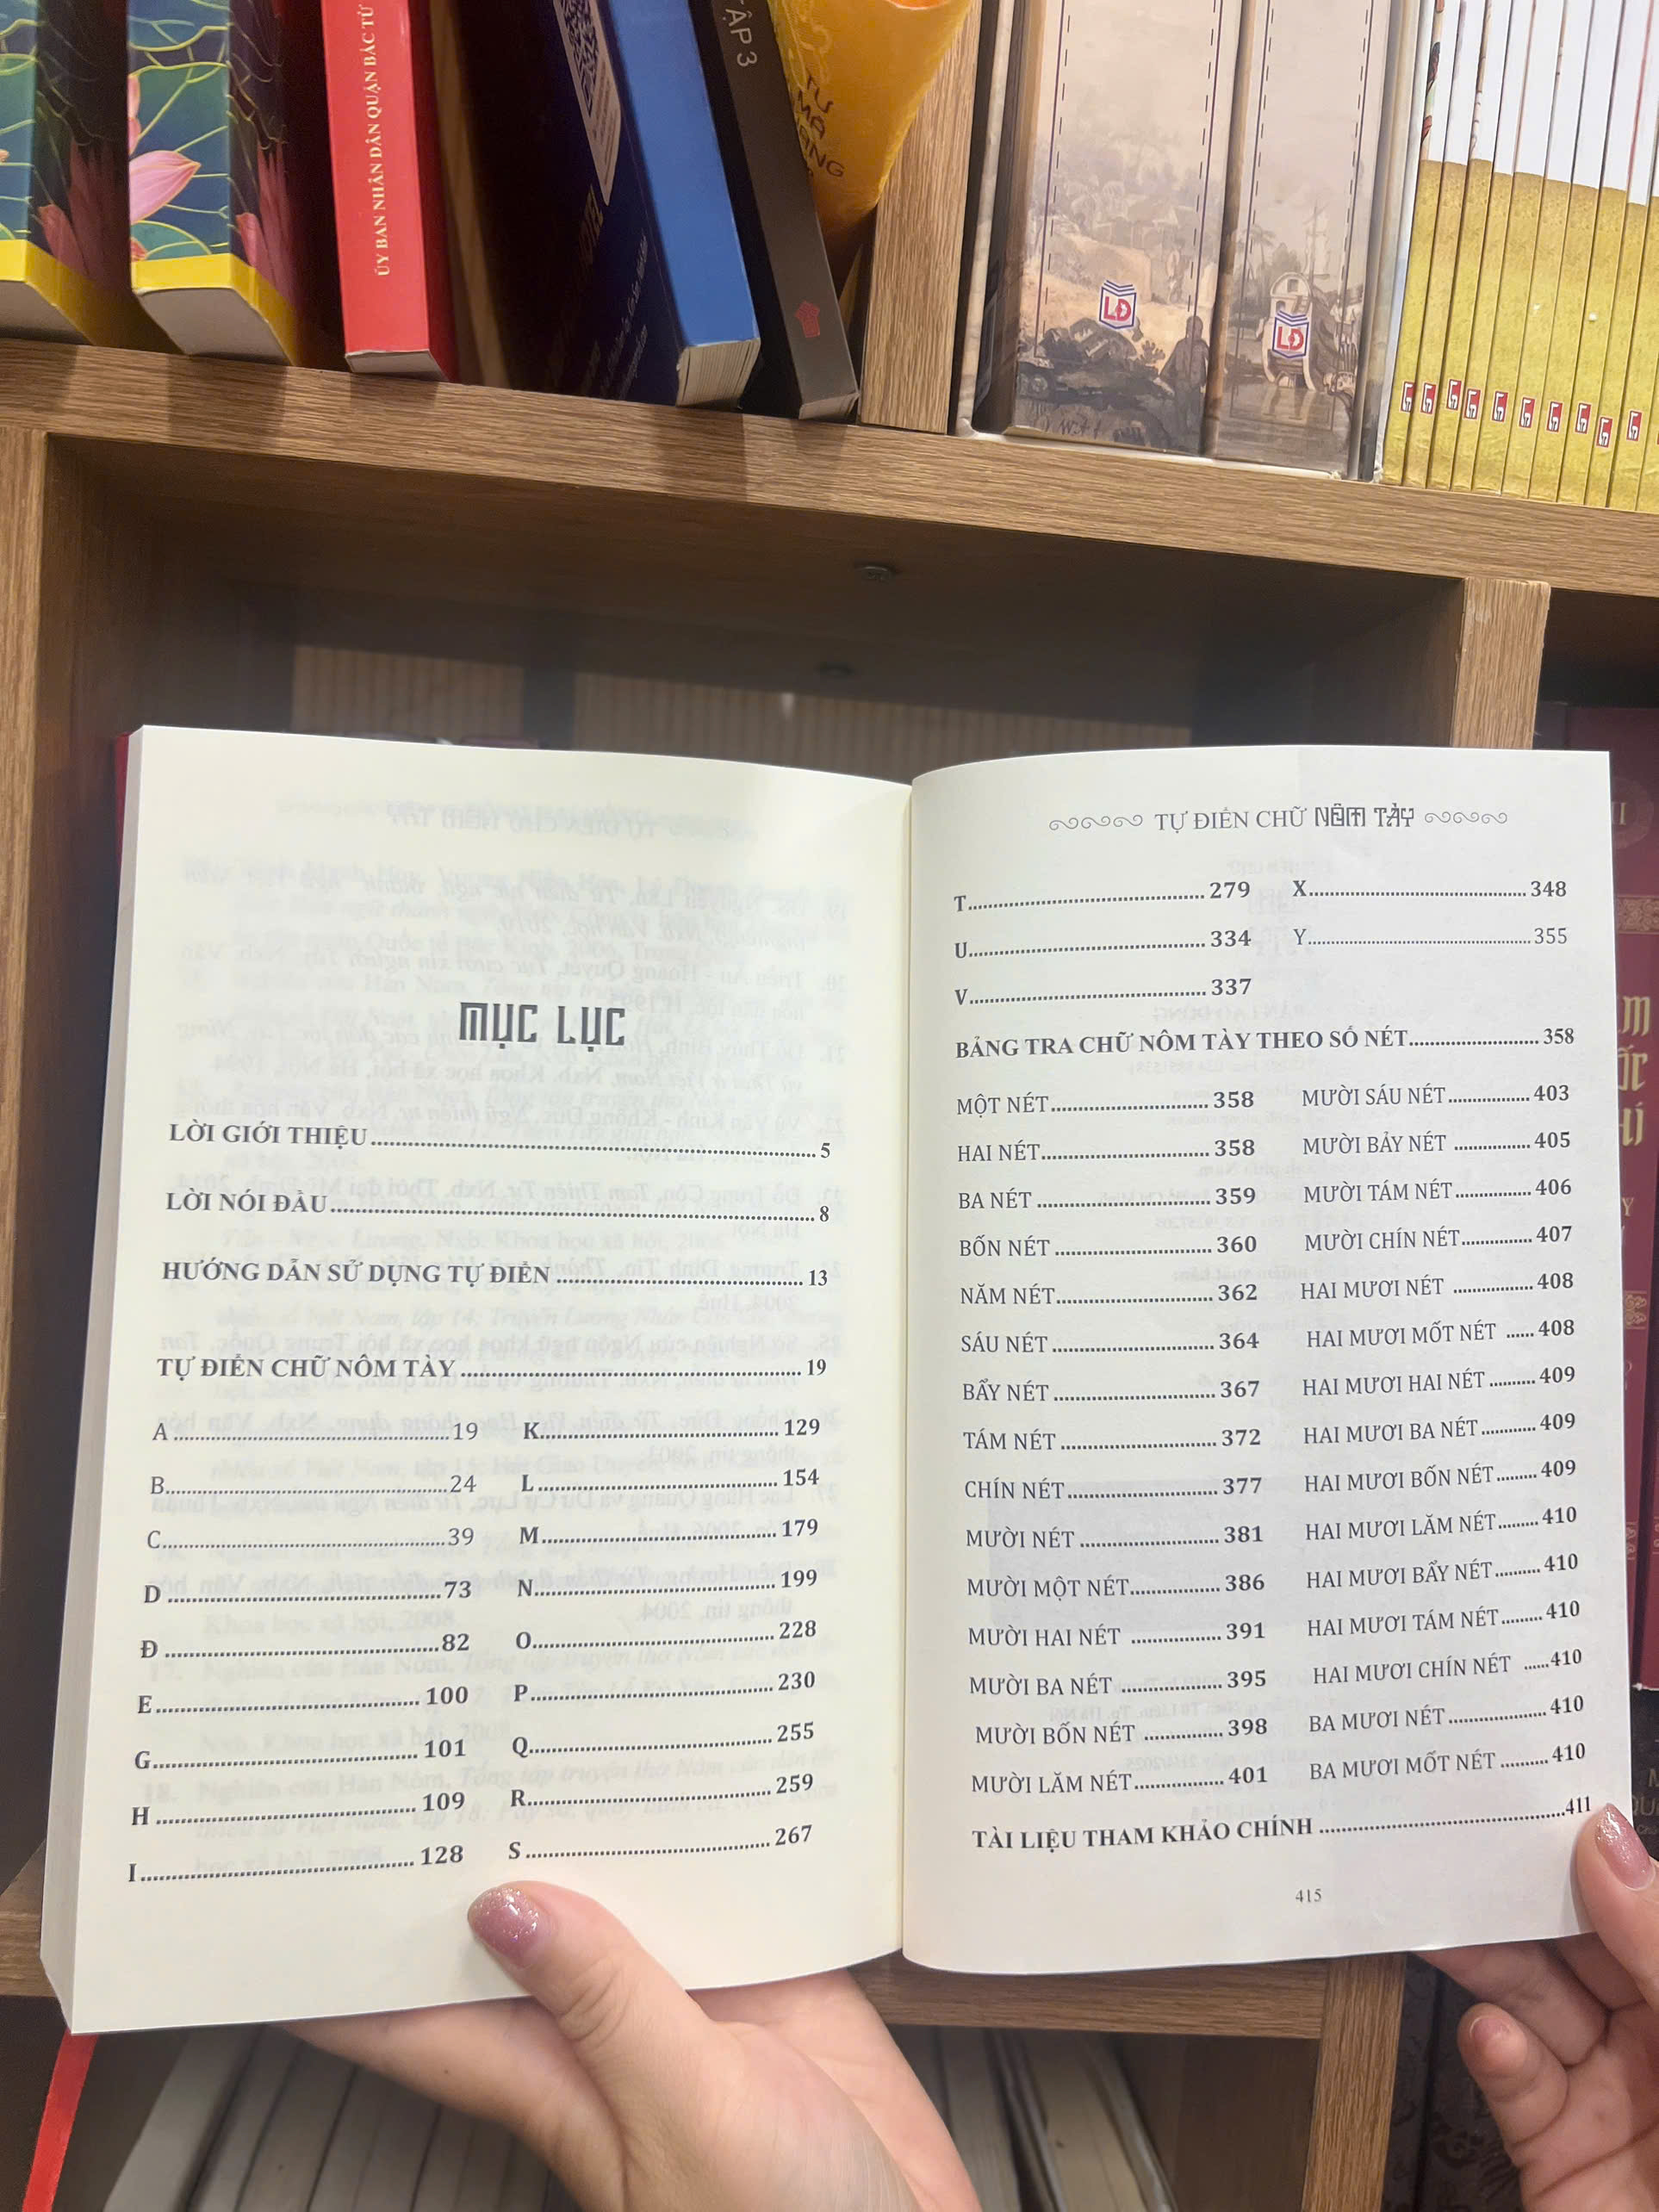 ỦY BAN NHÂN DÂN QUẬN BẮC TỪ
TẬP 3
LĐ
LĐ
MỤC LỤC
LỜI GIỚI THIỆU........5
LỜI NÓI ĐẦU........8
HƯỚNG DẪN SỬ DỤNG TỰ ĐIỂN........13
TỰ ĐIỂN CHỮ NÔM TÀY........19
A........19
B........24
C........39
D........73
Đ........82
E........100
G........101
H........109
I........128
K........129
L........154
M........179
N........199
O........228
P........230
Q........255
R........259
S........267
TỰ ĐIỂN CHỮ NÔM TÀY
T........279
U........334
V........337
X........348
Y........355
BẢNG TRA CHỮ NÔM TÀY THEO SỐ NÉT........358
MỘT NÉT........358
HAI NÉT........358
BA NÉT........359
BỐN NÉT........360
NĂM NÉT........362
SÁU NÉT........364
BẨY NÉT........367
TÁM NÉT........372
CHÍN NÉT........377
MƯỜI NÉT........381
MƯỜI MỘT NÉT........386
MƯỜI HAI NÉT........391
MƯỜI BA NÉT........395
MƯỜI BỐN NÉT........398
MƯỜI LĂM NÉT........401
MƯỜI SÁU NÉT........403
MƯỜI BẢY NÉT........405
MƯỜI TÁM NÉT........406
MƯỜI CHÍN NÉT........407
HAI MƯƠI NÉT........408
HAI MƯƠI MỐT NÉT......408
HAI MƯƠI HAI NÉT........409
HAI MƯƠI BA NÉT........409
HAI MƯƠI BỐN NÉT........409
HAI MƯƠI LĂM NÉT........410
HAI MƯƠI BẨY NÉT........410
HAI MƯƠI TÁM NÉT........410
HAI MƯƠI CHÍN NÉT......410
BA MƯƠI NÉT........410
BA MƯƠI MỐT NÉT........410
TÀI LIỆU THAM KHẢO CHÍNH........411
415